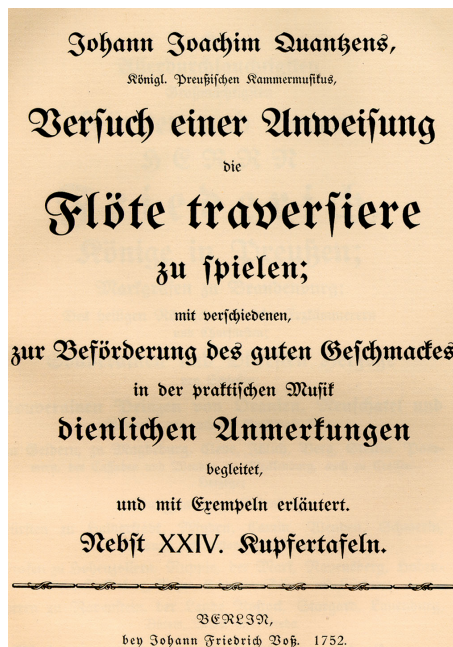 Johann Joachim Quantzens,
Königl. Preußischen Kammermusikus,
Versuch einer Anweisung
die
Flöte traversiere
zu spielen;
mit verschiedenen,
zur Beförderung des guten Geschmackes
in der praktischen Musik
dienlichen Anmerkungen
begleitet,
und mit Exempeln erläutert.
Nebst XXIV. Kupfertafeln.
BERLIN,
bey Johann Friedrich Voß. 1752.